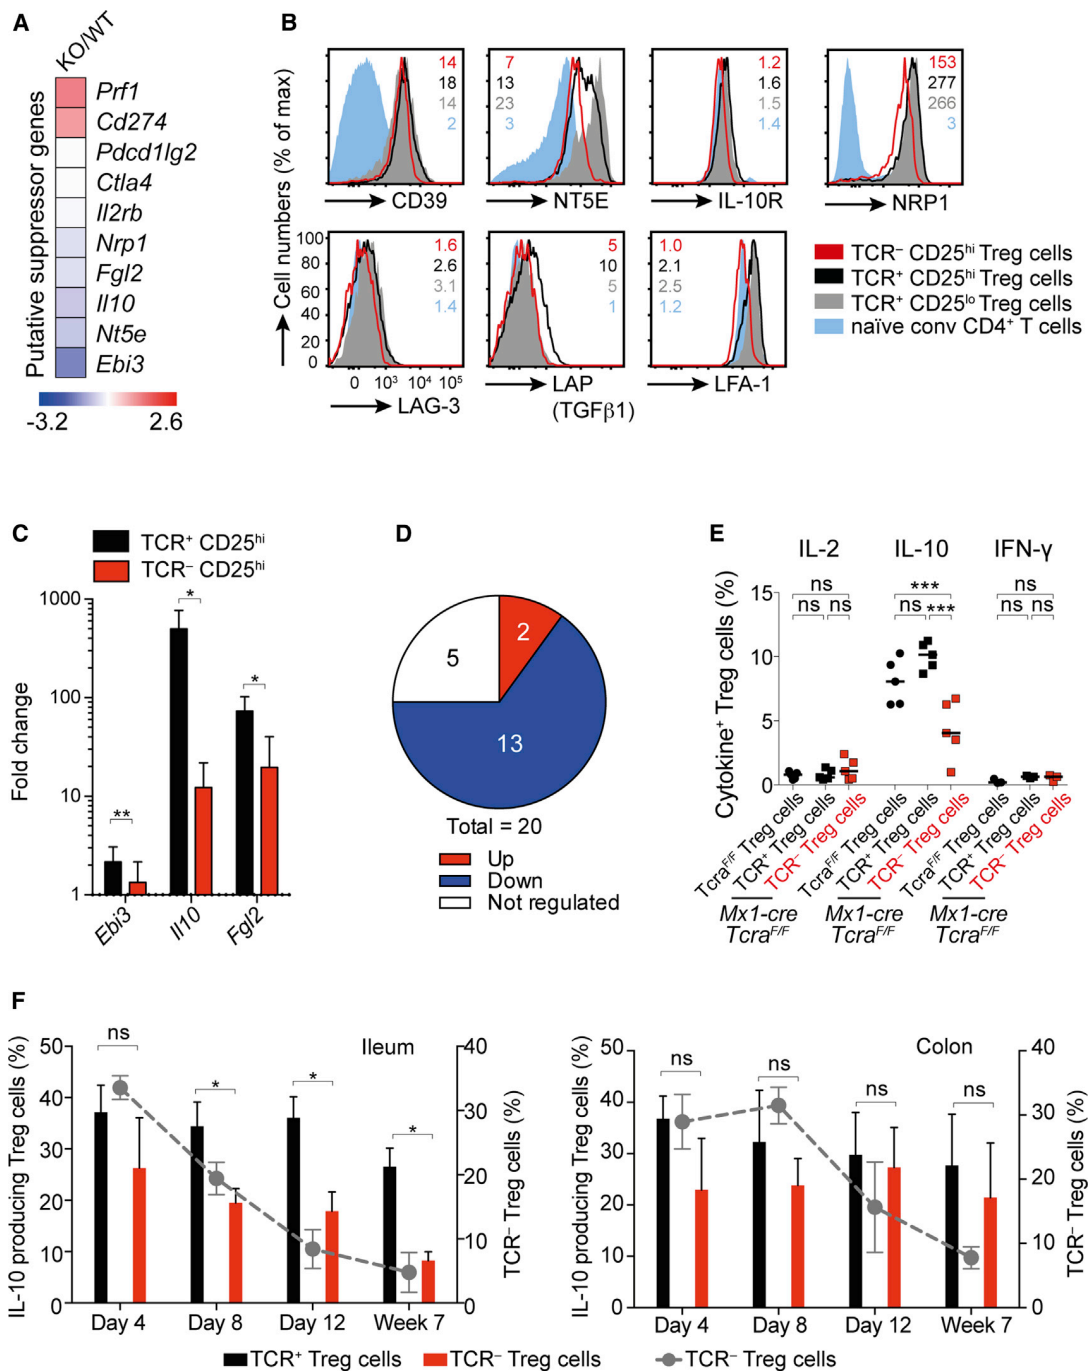 A
KO/WT
Putative suppressor genes
Prf1
Cd274
Pdcd1lg2
Ctla4
Il2rb
Nrp1
Fgl2
Il10
Nt5e
Ebi3
-3.2 2.6
B
Cell numbers (% of max)
14
18
14
2
CD39
7
13
23
3
NT5E
1.2
1.6
1.5
1.4
IL-10R
153
277
266
3
NRP1
100
80
60
40
20
0
0 10³ 10⁴ 10⁵
1.6
2.6
3.1
1.4
LAG-3
5
10
5
1
LAP
(TGFβ1)
1.0
2.1
2.5
1.2
LFA-1
TCR⁻ CD25ʰⁱ Treg cells
TCR⁺ CD25ʰⁱ Treg cells
TCR⁺ CD25ˡᵒ Treg cells
naïve conv CD4⁺ T cells
C
TCR⁺ CD25ʰⁱ
TCR⁻ CD25ʰⁱ
Fold change
1000
100
10
1
**
*
*
Ebi3
Il10
Fgl2
D
5
2
13
Total = 20
Up
Down
Not regulated
E
IL-2 IL-10 IFN-γ
Cytokine⁺ Treg cells (%)
15
10
5
0
ns
ns ns
***
ns ***
ns
ns ns
Tcraᶠ/ᶠ Treg cells
TCR⁺ Treg cells
TCR⁻ Treg cells
Tcraᶠ/ᶠ Treg cells
TCR⁺ Treg cells
TCR⁻ Treg cells
Tcraᶠ/ᶠ Treg cells
TCR⁺ Treg cells
TCR⁻ Treg cells
Mx1-cre Mx1-cre Mx1-cre
Tcraᶠ/ᶠ Tcraᶠ/ᶠ Tcraᶠ/ᶠ
F
IL-10 producing Treg cells (%)
50
40
30
20
10
0
Ileum
ns
*
*
*
40
30
20
10
0
TCR⁻ Treg cells (%)
Day 4 Day 8 Day 12 Week 7
IL-10 producing Treg cells (%)
50
40
30
20
10
0
Colon
ns
ns
ns
ns
40
30
20
10
0
TCR⁻ Treg cells (%)
Day 4 Day 8 Day 12 Week 7
TCR⁺ Treg cells TCR⁻ Treg cells TCR⁻ Treg cells